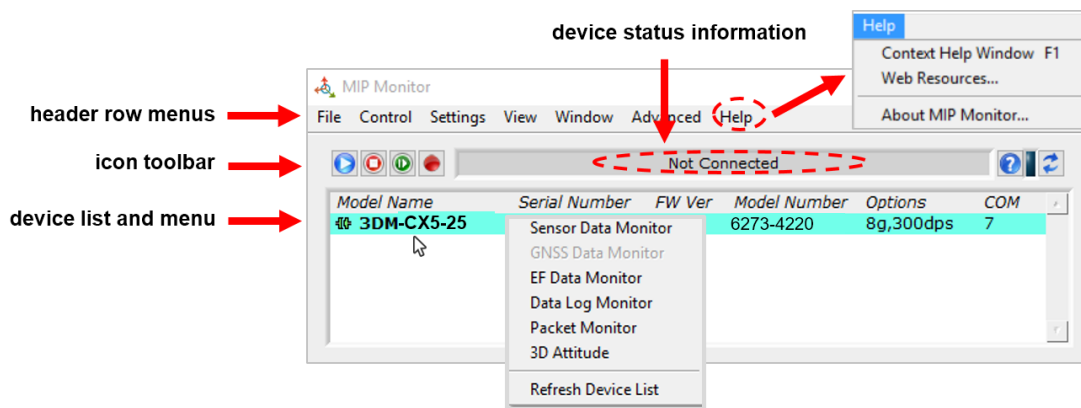 device status information
Help
Context Help Window F1
Web Resources...
About MIP Monitor...
MIP Monitor
header row menus
File Control Settings View Window Advanced Help
icon toolbar
Not Connected
device list and menu
Model Name Serial Number FW Ver Model Number Options COM
3DM-CX5-25 6273-4220 8g,300dps 7
Sensor Data Monitor
GNSS Data Monitor
EF Data Monitor
Data Log Monitor
Packet Monitor
3D Attitude
Refresh Device List